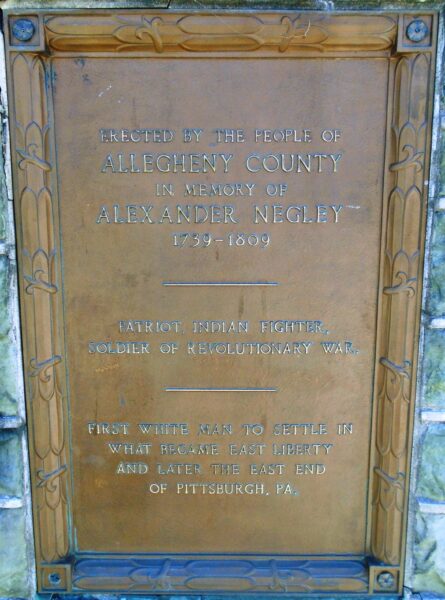 ERECTED BY THE PEOPLE OF
ALLEGHENY COUNTY
IN MEMORY OF
ALEXANDER NEGLEY
1739-1809
PATRIOT, INDIAN FIGHTER,
SOLDIER OF REVOLUTIONARY WAR.
FIRST WHITE MAN TO SETTLE IN
WHAT BECAME EAST LIBERTY
AND LATER THE EAST END
OF PITTSBURGH, PA.